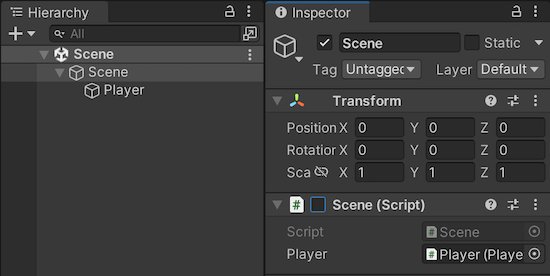 Hierarchy
All
Scene
Scene
Player
Inspector
Scene Static
Tag Untagged Layer Default
Transform
Position X 0 Y 0 Z 0
Rotation X 0 Y 0 Z 0
Sca X 1 Y 1 Z 1
Scene (Script)
Script Scene
Player Player (Playe